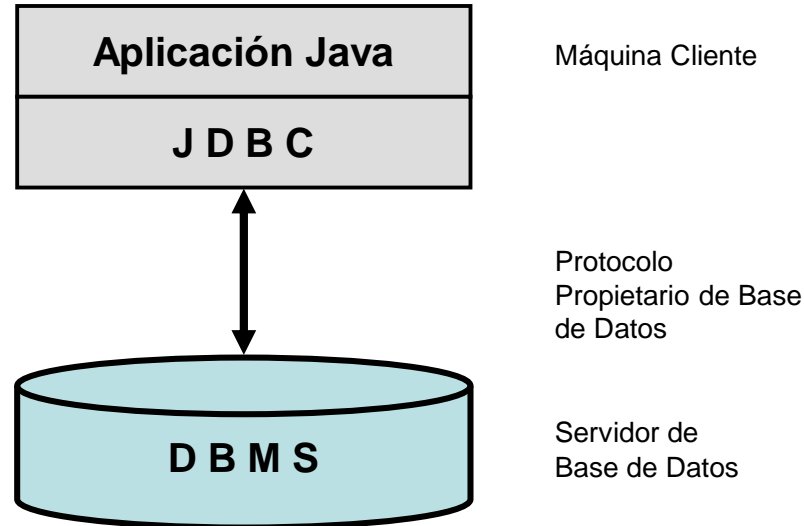 Aplicación Java
Máquina Cliente
J D B C
Protocolo
Propietario de Base
de Datos
D B M S
Servidor de
Base de Datos